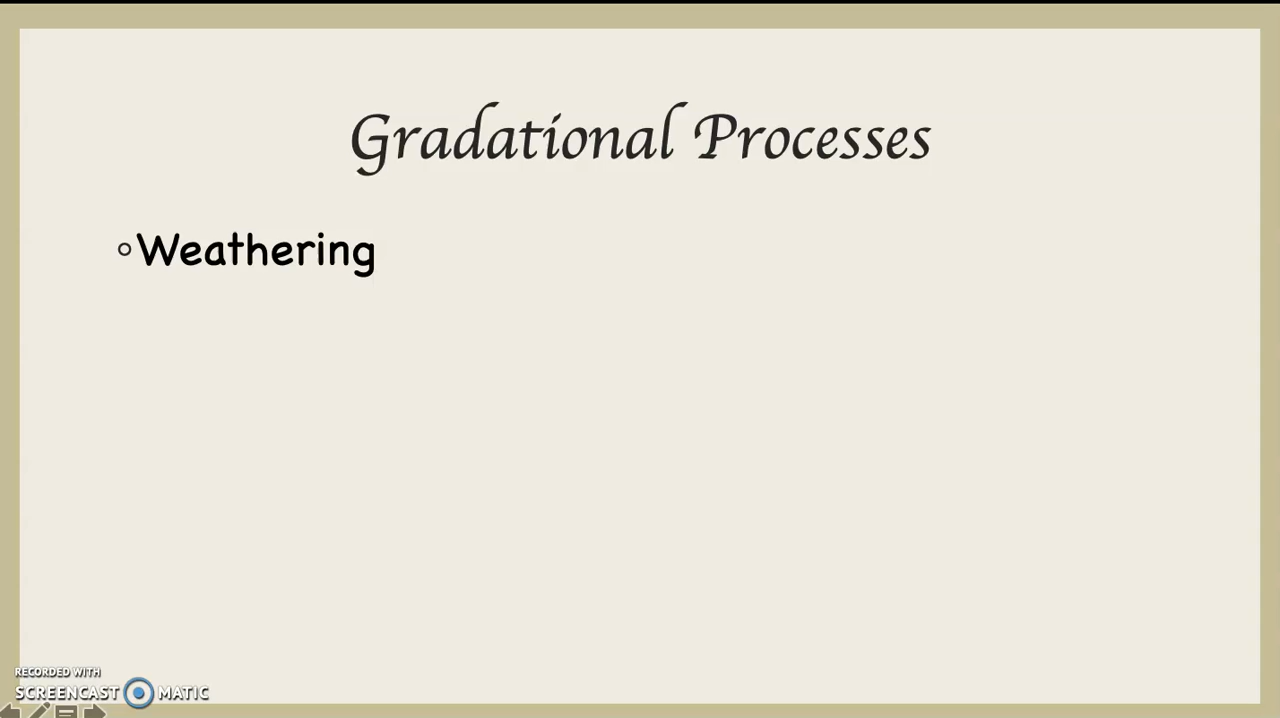 Gradational Processes
Weathering
RECORDED WITH
SCREENCAST MATIC